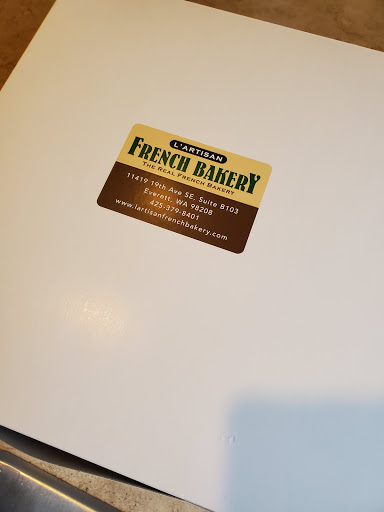 L'ARTISAN
FRENCH BAKERY
THE REAL FRENCH BAKERY
11419 19th Ave SE, Suite B103
Everett, WA 98208
425-379-8401
www.lartisanfrenchbakery.com